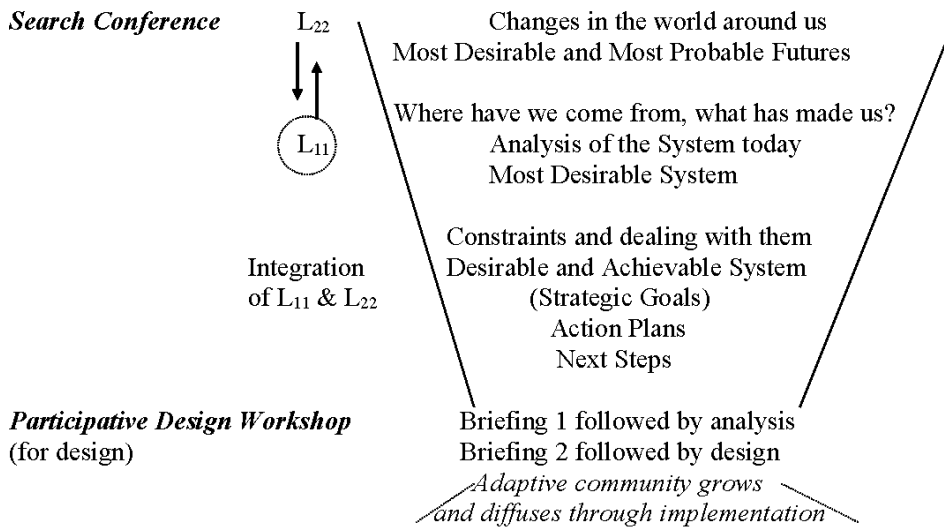 Search Conference L₂₂ Changes in the world around us
Most Desirable and Most Probable Futures
Where have we come from, what has made us?
L₁₁ Analysis of the System today
Most Desirable System
Constraints and dealing with them
Integration Desirable and Achievable System
of L₁₁ & L₂₂ (Strategic Goals)
Action Plans
Next Steps
Participative Design Workshop Briefing 1 followed by analysis
(for design) Briefing 2 followed by design
Adaptive community grows
and diffuses through implementation